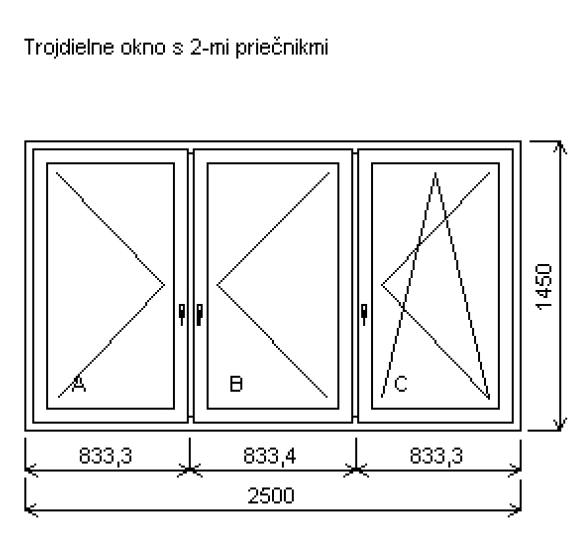 Trojdielne okno s 2-mi priečnikmi
1450
A
B
C
833,3
833,4
833,3
2500